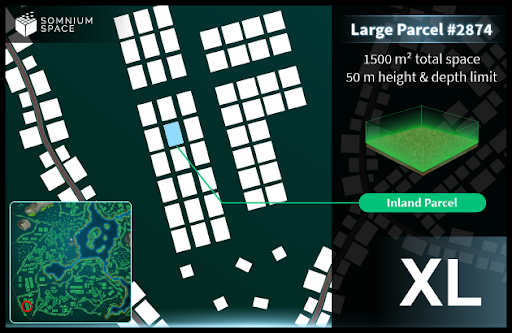 SOMNIUM
SPACE
Large Parcel #2874
1500 m² total space
50 m height & depth limit
Inland Parcel
XL